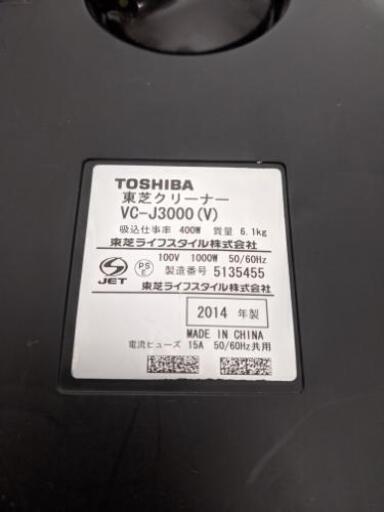 TOSHIBA
東芝クリーナー
VC-J3000(V)
吸込仕事率 400W 質量 6.1kg
東芝ライフスタイル株式会社
100V 1000W 50/60Hz
PS
E
製造番号 5135455
JET
東芝ライフスタイル株式会社
2014 年製
MADE IN CHINA
電流ヒューズ 15A 50/60Hz共用